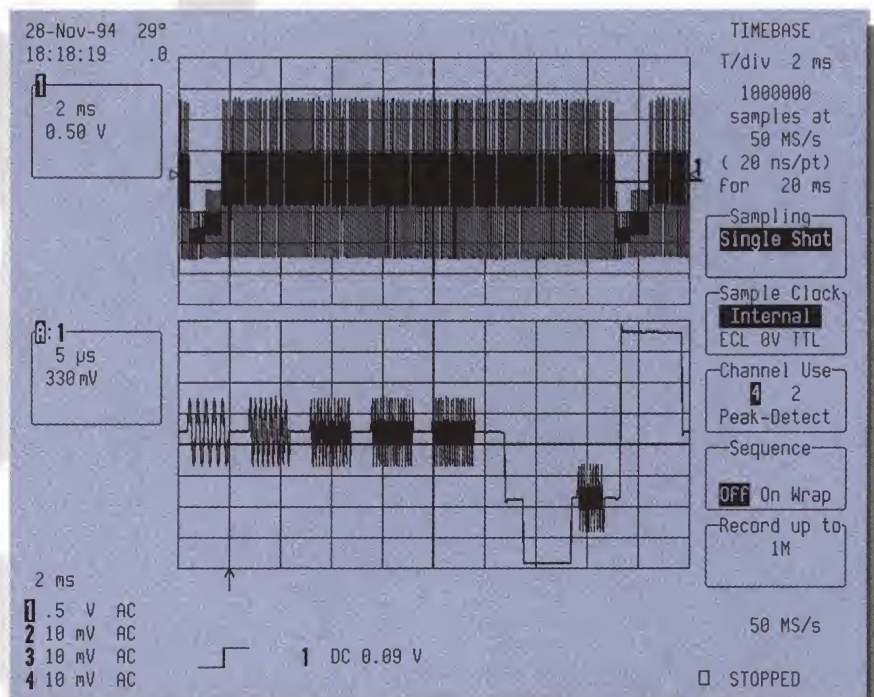 28-Nov-94 29°
18:18:19 .0
1
2 ms
0.50 V
1
A:1
5 µs
330mV
TIMEBASE
T/div 2 ms
1000000
samples at
50 MS/s
( 20 ns/pt)
for 20 ms
Sampling
Single Shot
Sample Clock
Internal
ECL 0V TTL
Channel Use
4 2
Peak-Detect
Sequence
Off On Wrap
Record up to
1M
2 ms
1 .5 V AC
2 10 mV AC
3 10 mV AC
4 10 mV AC
1 DC 0.09 V
50 MS/s
STOPPED